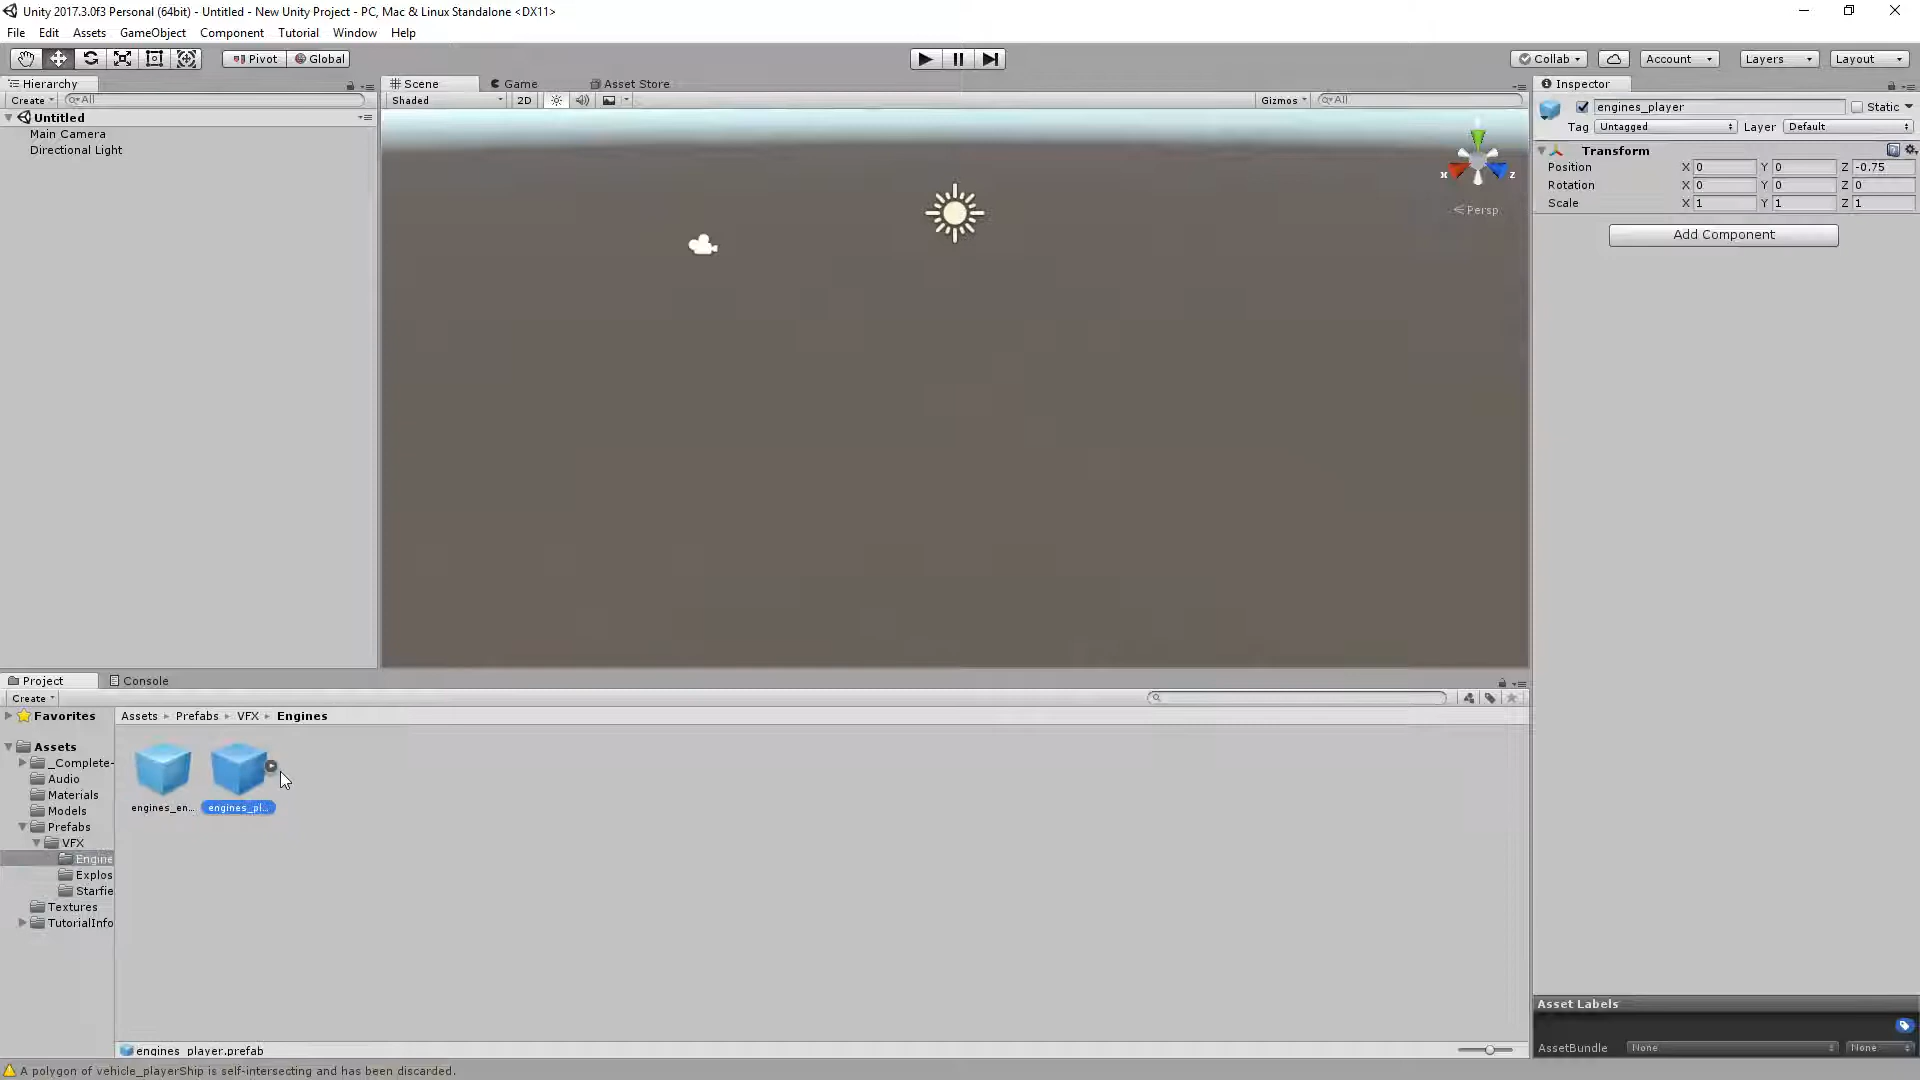 Unity 2017.3.0f3 Personal (64bit) - Untitled - New Unity Project - PC, Mac & Linux Standalone <DX11>
File Edit Assets GameObject Component Tutorial Window Help
Pivot Global Collab Account Layers Layout
Hierarchy Scene Game Asset Store Inspector
Create All Shaded 2D Gizmos All
engines_player Static
Untitled
Tag Untagged Layer Default
Main Camera
Directional Light
Transform
Position X 0 Y 0 Z -0.75
Rotation X 0 Y 0 Z 0
Scale X 1 Y 1 Z 1
x z
Persp
Add Component
Project Console
Create
Favorites
Assets Prefabs VFX Engines
Assets
_Complete-
Audio
Materials
Models
engines_en... engines_pl...
Prefabs
VFX
Engine
Explos
Starfie
Textures
TutorialInfo
Asset Labels
AssetBundle None None
engines_player.prefab
A polygon of vehicle_playerShip is self-intersecting and has been discarded.